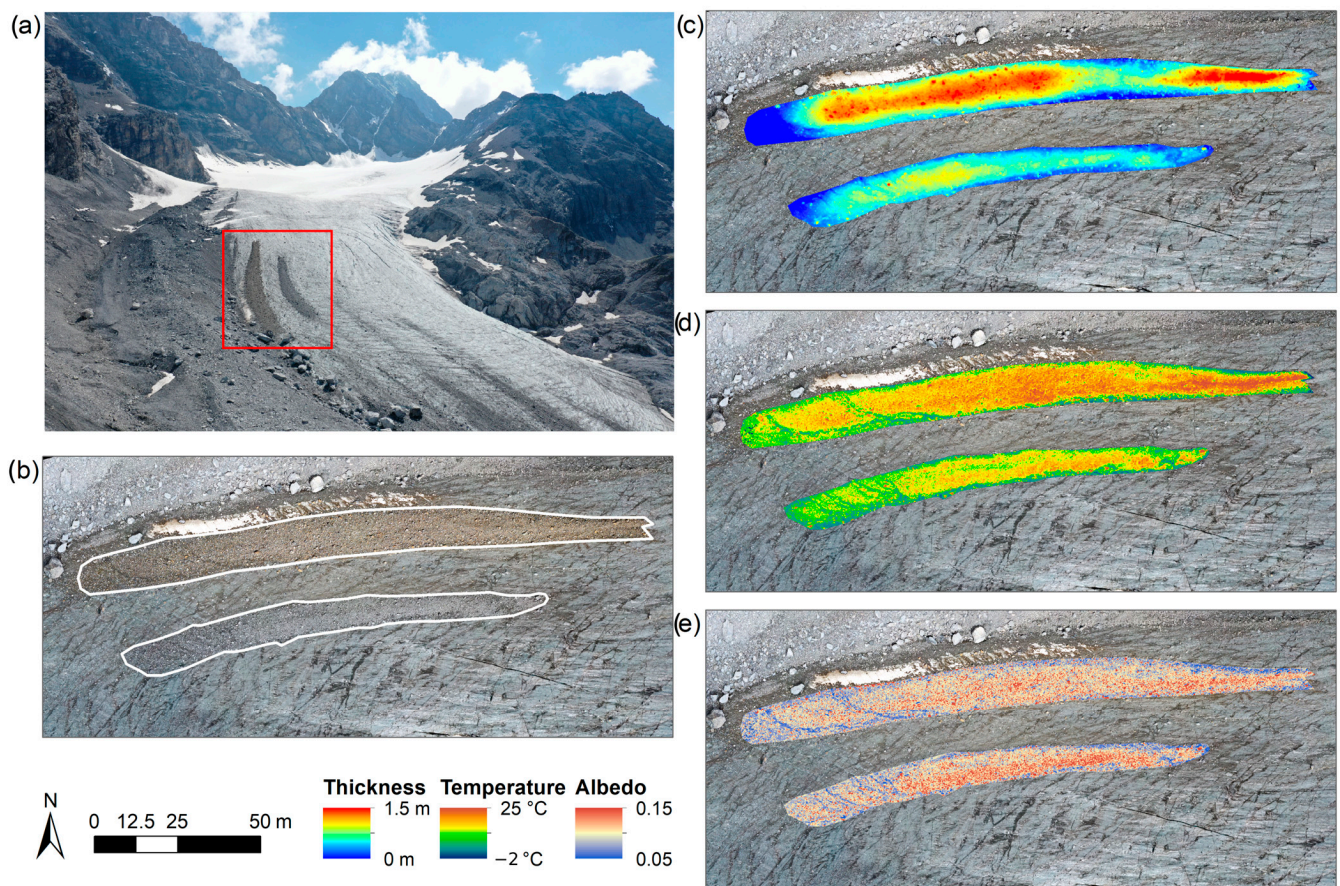 (a)
(b)
N
0 12.5 25 50 m
Thickness
1.5 m
0 m
Temperature
25 °C
−2 °C
Albedo
0.15
0.05
(c)
(d)
(e)